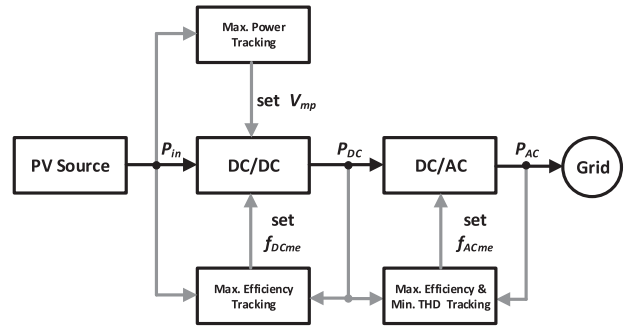 Max. Power
Tracking
set Vmp
PV Source
Pin
DC/DC
PDC
DC/AC
PAC
Grid
set
fDCme
set
fACme
Max. Efficiency
Tracking
Max. Efficiency &
Min. THD Tracking